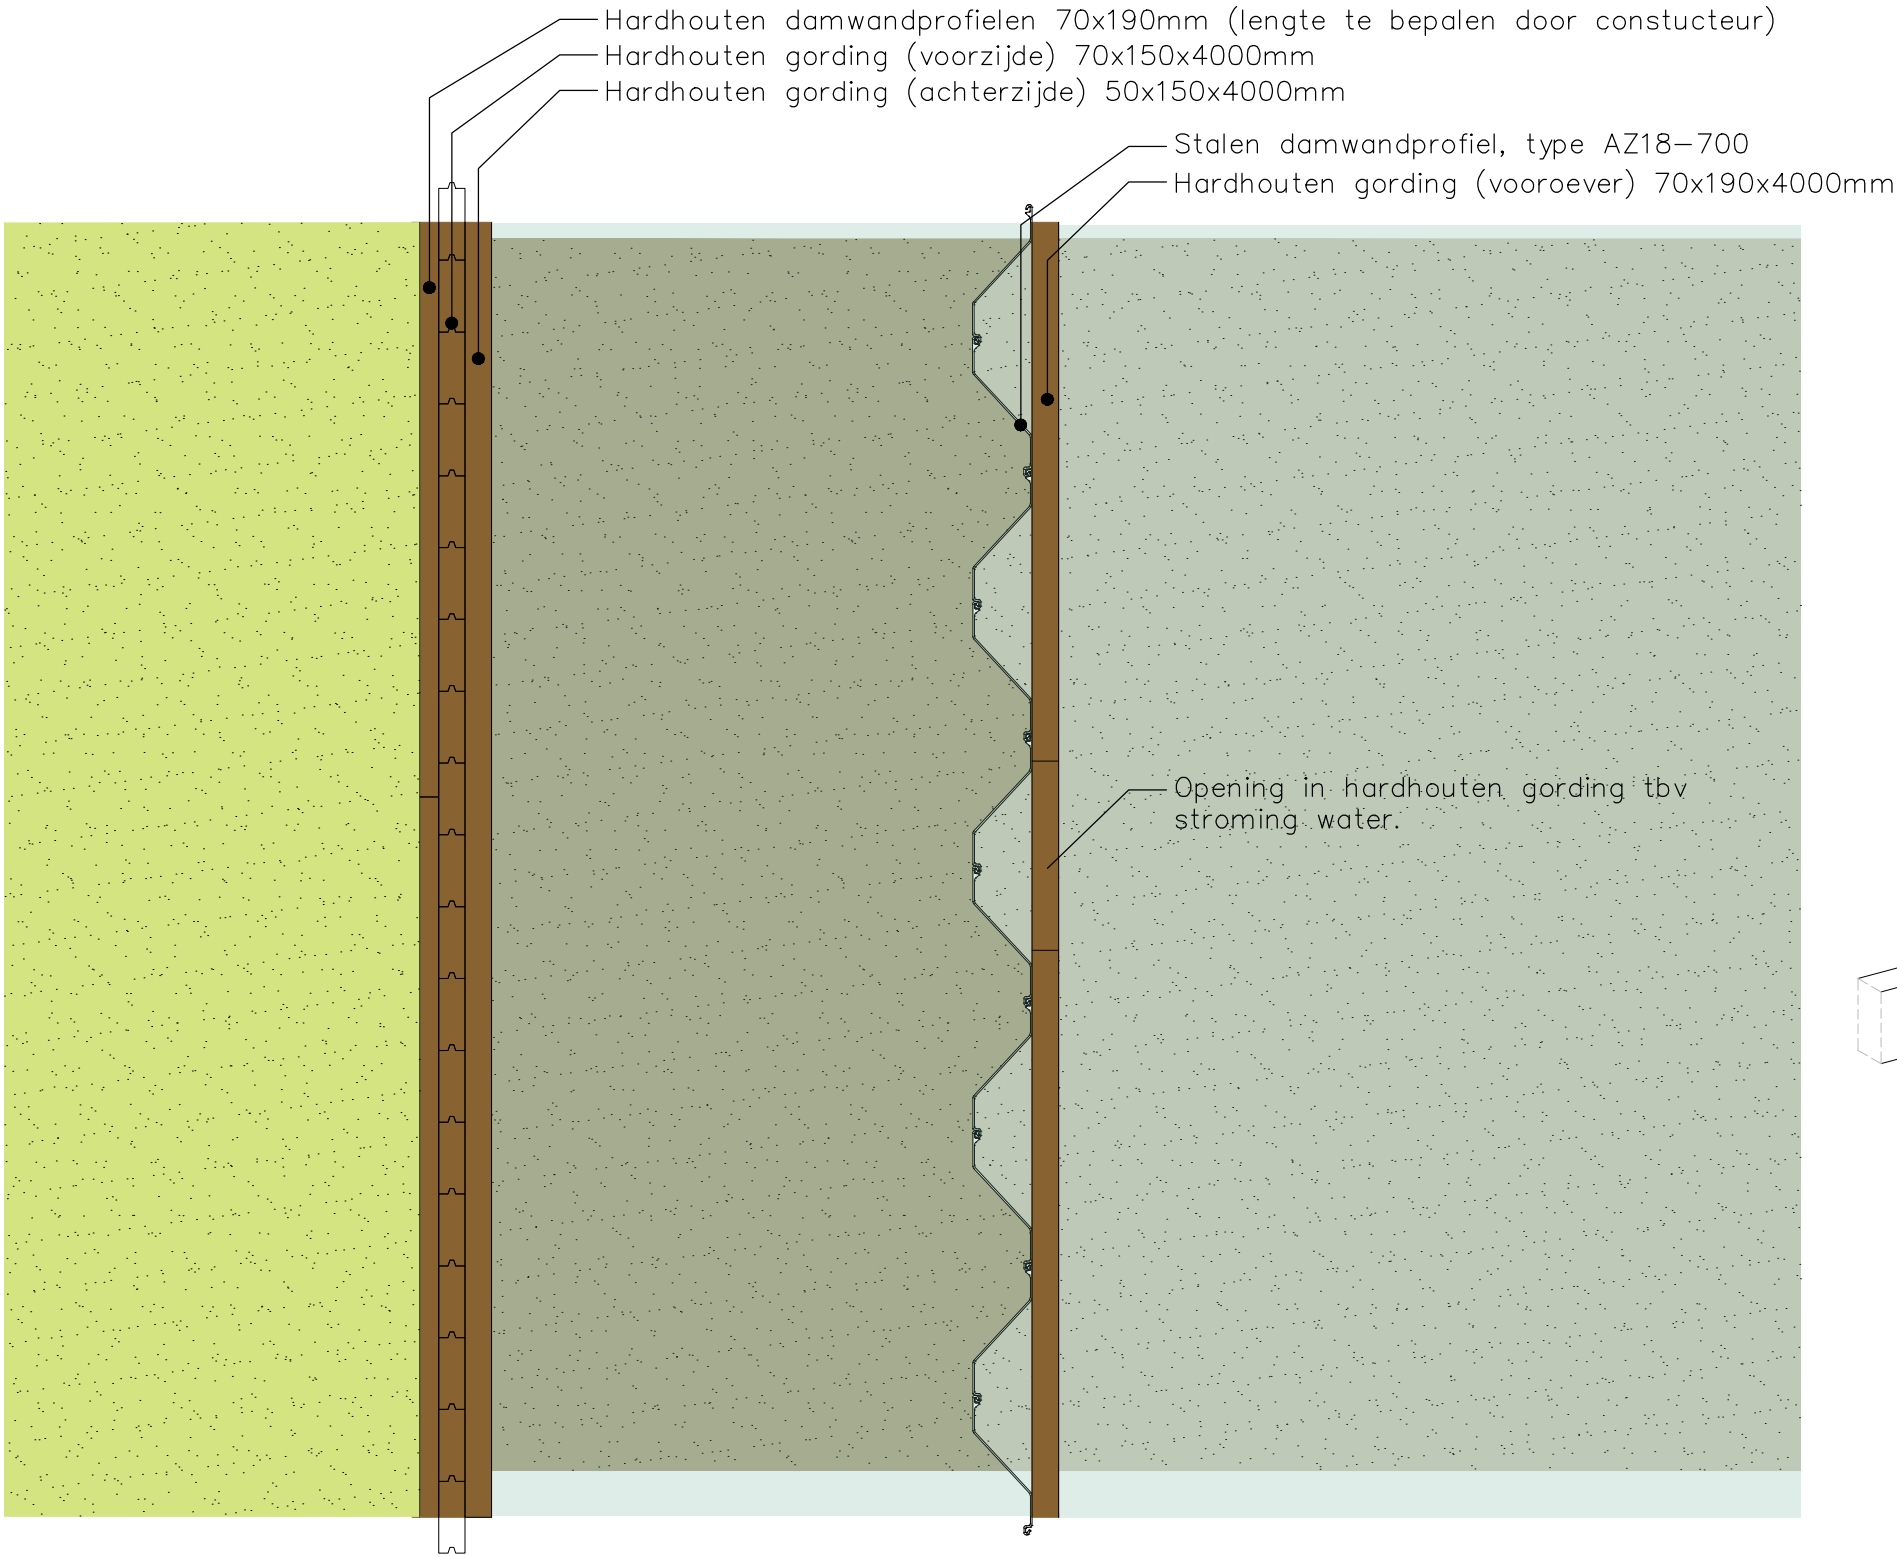 Hardhouten damwandprofielen 70x190mm (lengte te bepalen door constucteur)
Hardhouten gording (voorzijde) 70x150x4000mm
Hardhouten gording (achterzijde) 50x150x4000mm
Stalen damwandprofiel, type AZ18-700
Hardhouten gording (vooroever) 70x190x4000mm
Opening in hardhouten gording tbv
stroming water.